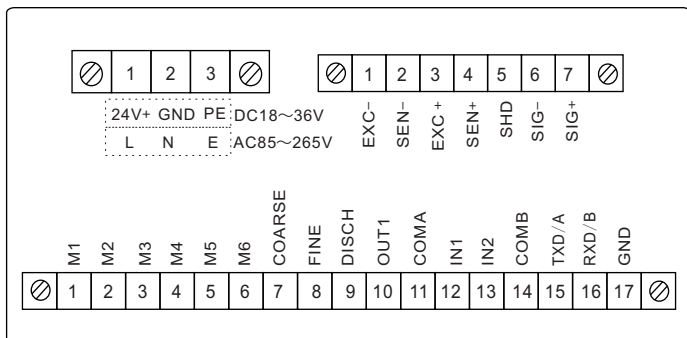 1 2 3
24V+ GND PE DC18～36V
L N E AC85～265V
1 2 3 4 5 6 7
EXC− SEN− EXC+ SEN+ SHD SIG− SIG+
M1 M2 M3 M4 M5 M6 COARSE FINE DISCH OUT1 COMA IN1 IN2 COMB TXD/A RXD/B GND
1 2 3 4 5 6 7 8 9 10 11 12 13 14 15 16 17